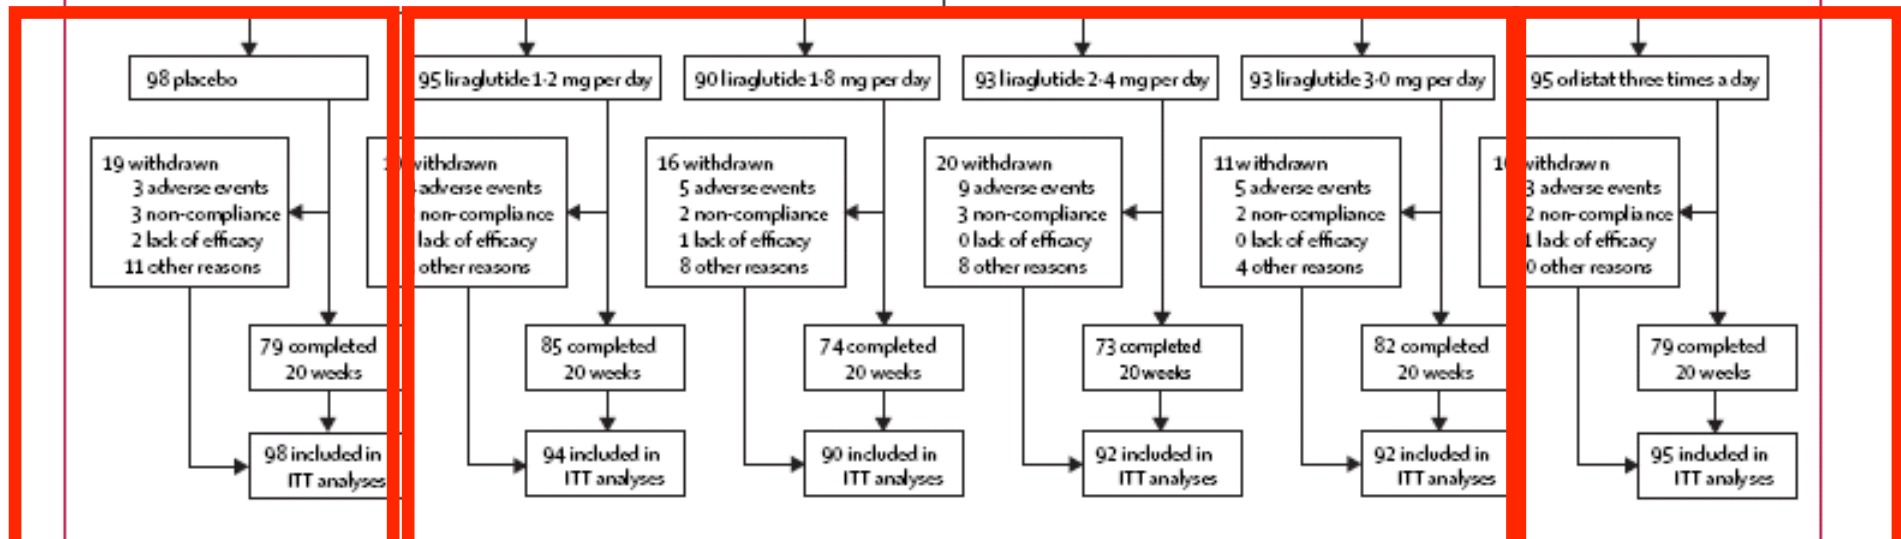 98 placebo
19 withdrawn
3 adverse events
3 non-compliance
2 lack of efficacy
11 other reasons
79 completed
20 weeks
98 included in
ITT analyses
95 liraglutide 1·2 mg per day
withdrawn
adverse events
non-compliance
lack of efficacy
other reasons
85 completed
20 weeks
94 included in
ITT analyses
90 liraglutide 1·8 mg per day
16 withdrawn
5 adverse events
2 non-compliance
1 lack of efficacy
8 other reasons
74 completed
20 weeks
90 included in
ITT analyses
93 liraglutide 2·4 mg per day
20 withdrawn
9 adverse events
3 non-compliance
0 lack of efficacy
8 other reasons
73 completed
20 weeks
92 included in
ITT analyses
93 liraglutide 3·0 mg per day
11 withdrawn
5 adverse events
2 non-compliance
0 lack of efficacy
4 other reasons
82 completed
20 weeks
92 included in
ITT analyses
95 orlistat three times a day
withdrawn
3 adverse events
2 non-compliance
1 lack of efficacy
other reasons
79 completed
20 weeks
95 included in
ITT analyses